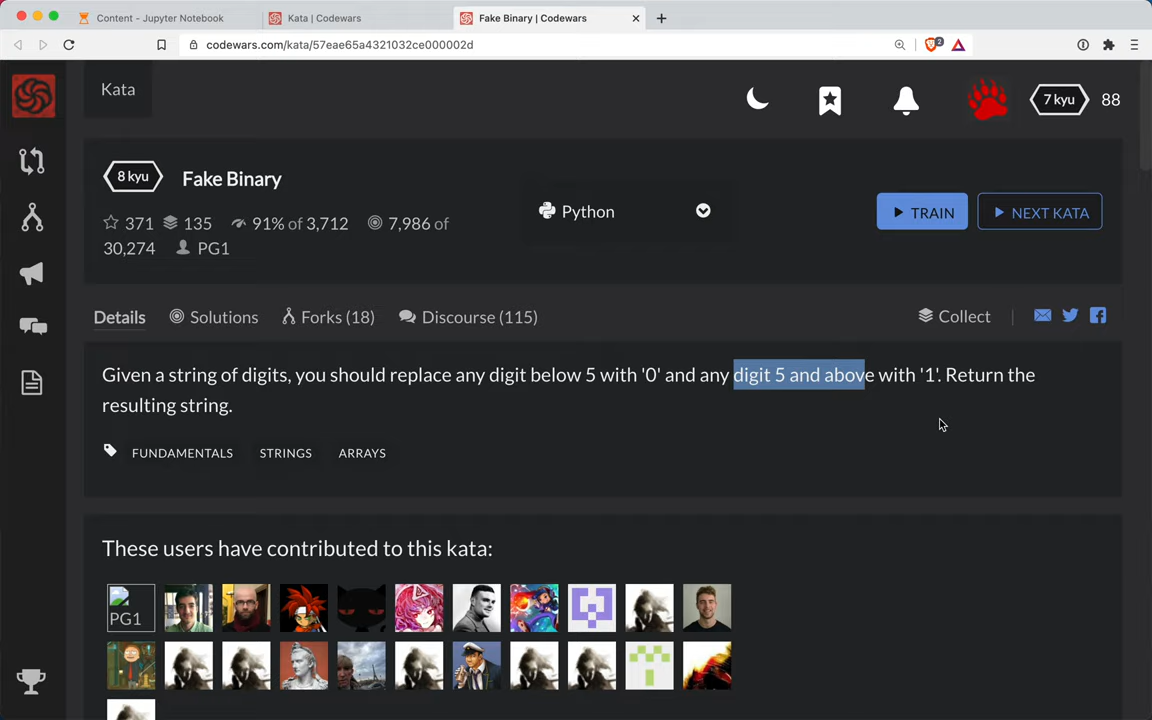 Content - Jupyter Notebook
Kata | Codewars
Fake Binary | Codewars
codewars.com/kata/57eae65a4321032ce000002d
2
Kata
7 kyu
88
8 kyu
Fake Binary
371 135 91% of 3,712 7,986 of
30,274 PG1
Python
TRAIN
NEXT KATA
Details
Solutions
Forks (18)
Discourse (115)
Collect
Given a string of digits, you should replace any digit below 5 with '0' and any digit 5 and above with '1'. Return the
resulting string.
FUNDAMENTALS STRINGS ARRAYS
These users have contributed to this kata:
PG1